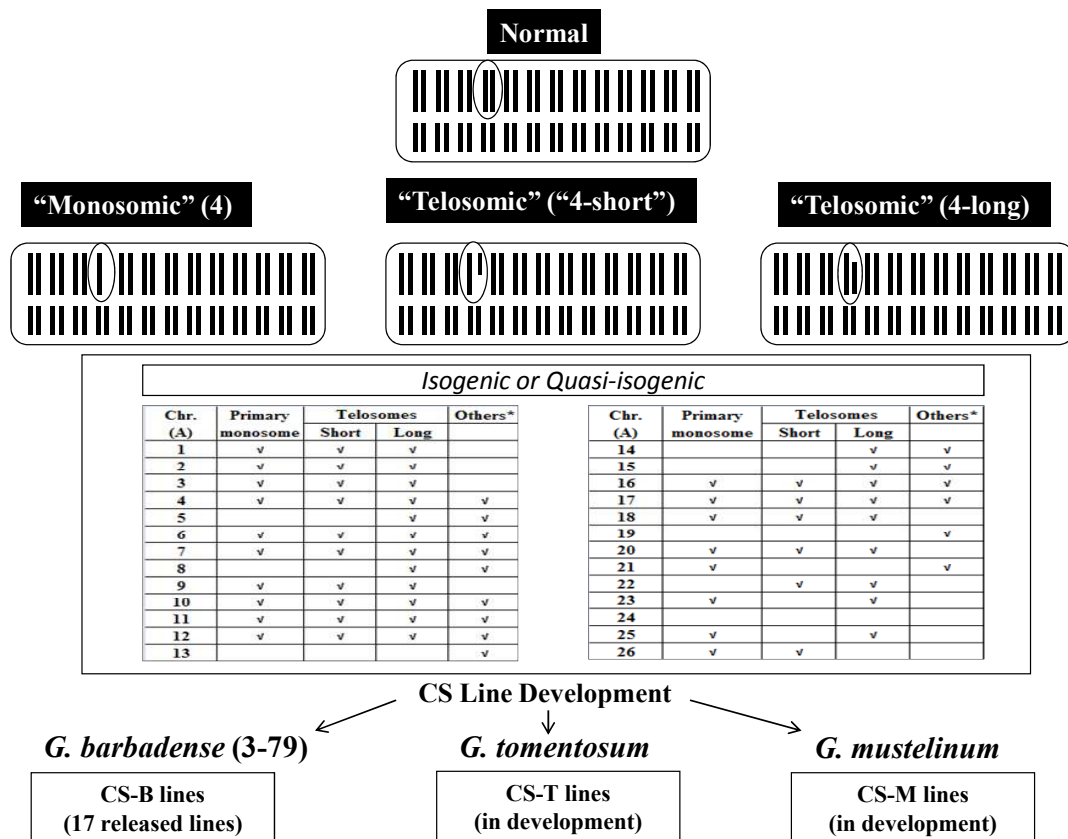 Normal
“Monosomic” (4)
“Telosomic” (“4-short”)
“Telosomic” (4-long)
Isogenic or Quasi-isogenic
Chr. Primary Telosomes Others*
(A) monosome Short Long
1 √ √ √
2 √ √ √
3 √ √ √
4 √ √ √ √
5 √ √
6 √ √ √ √
7 √ √ √ √
8 √ √
9 √ √ √
10 √ √ √ √
11 √ √ √ √
12 √ √ √ √
13 √
Chr. Primary Telosomes Others*
(A) monosome Short Long
14 √ √
15 √ √
16 √ √ √ √
17 √ √ √ √
18 √ √ √
19 √
20 √ √ √
21 √ √
22 √ √
23 √ √
24
25 √ √
26 √ √
CS Line Development
G. barbadense (3-79)
G. tomentosum
G. mustelinum
CS-B lines
(17 released lines)
CS-T lines
(in development)
CS-M lines
(in development)